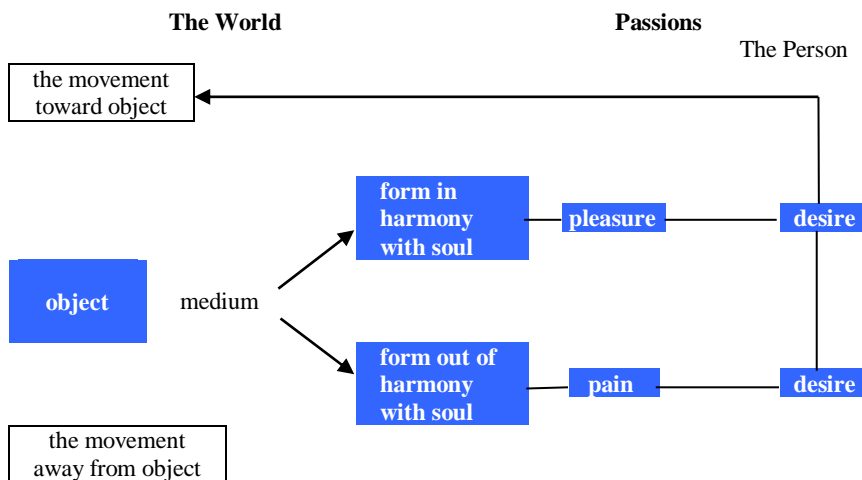 The World
Passions
The Person
the movement
toward object
form in
harmony
with soul
pleasure
desire
object
medium
form out of
harmony
with soul
pain
desire
the movement
away from object